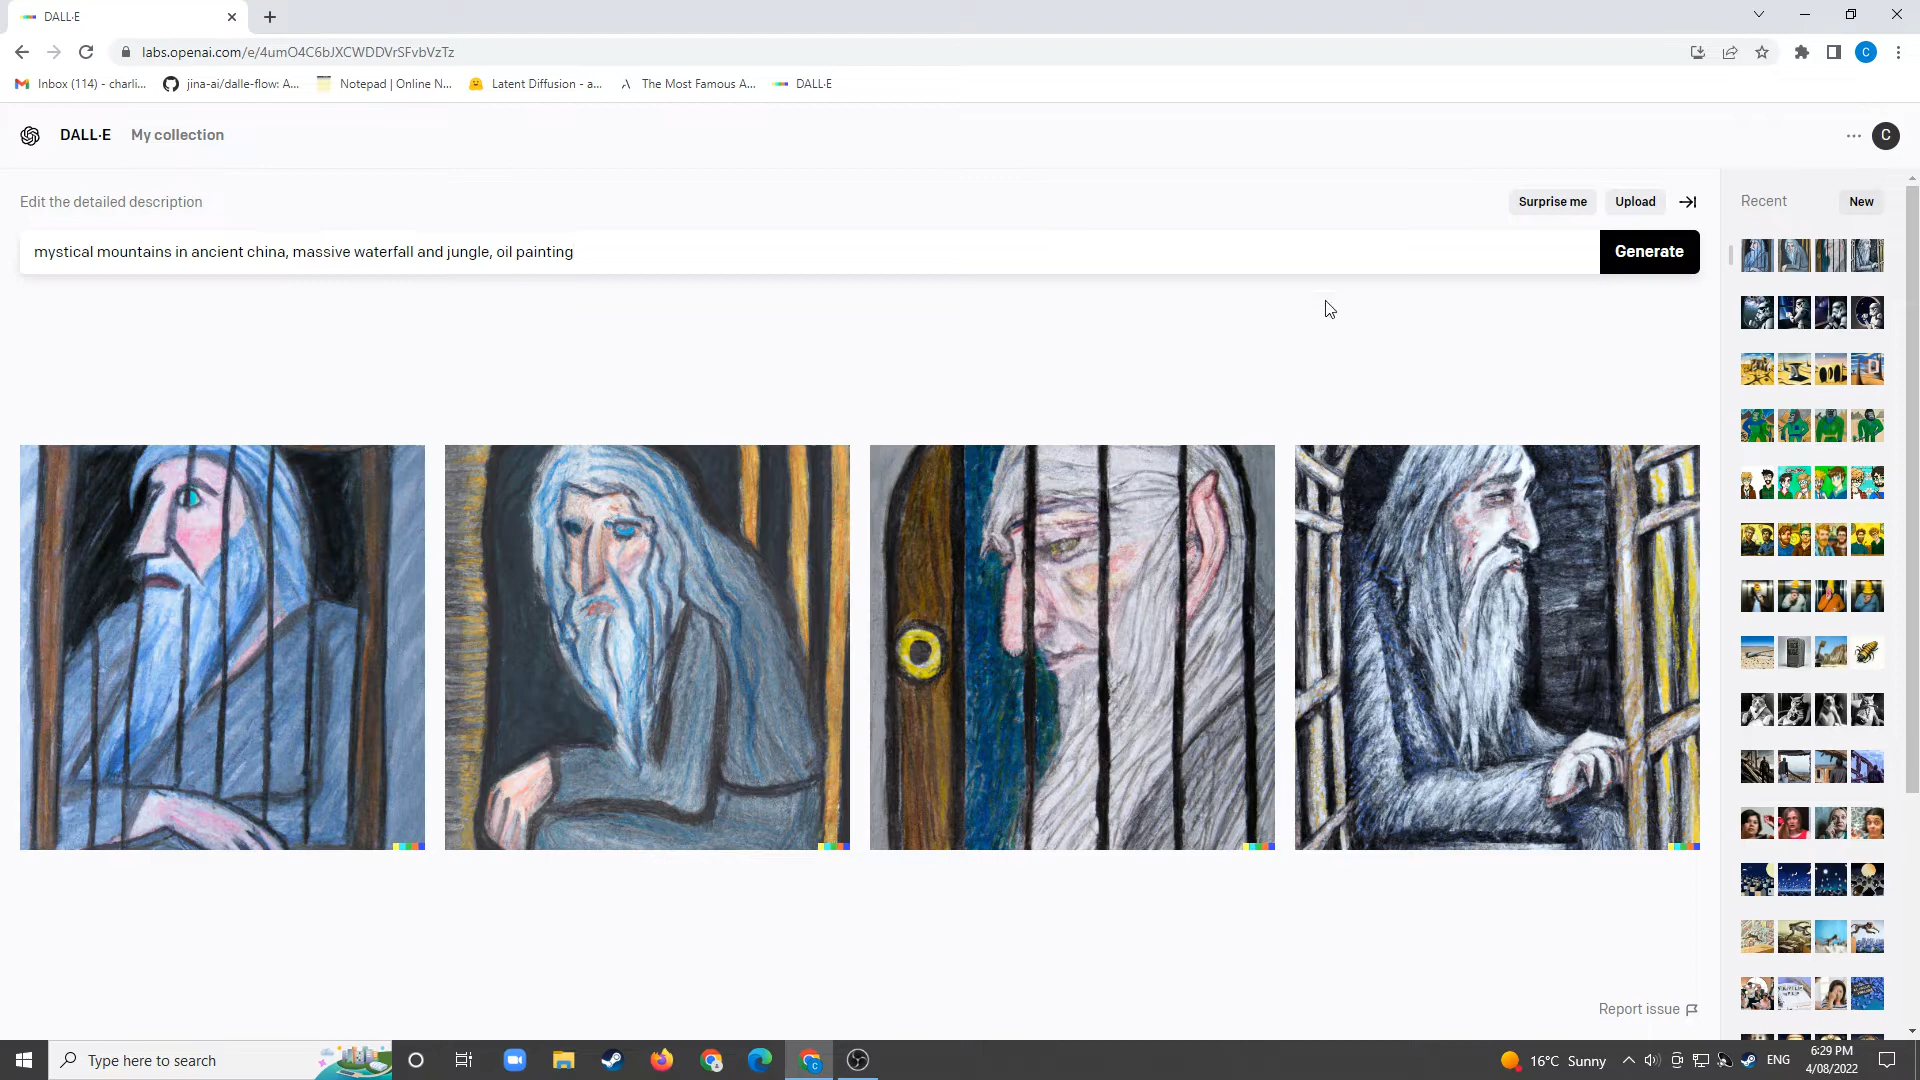 DALL·E
labs.openai.com/e/4umO4C6bJXCWDDVrSFvbVzTz
C
Inbox (114) - charli...
jina-ai/dalle-flow: A...
Notepad | Online N...
Latent Diffusion - a...
The Most Famous A...
DALL·E
DALL·E
My collection
C
Edit the detailed description
Surprise me
Upload
Recent
New
mystical mountains in ancient china, massive waterfall and jungle, oil painting
Generate
Report issue
Type here to search
16°C Sunny
ENG
6:29 PM
4/08/2022